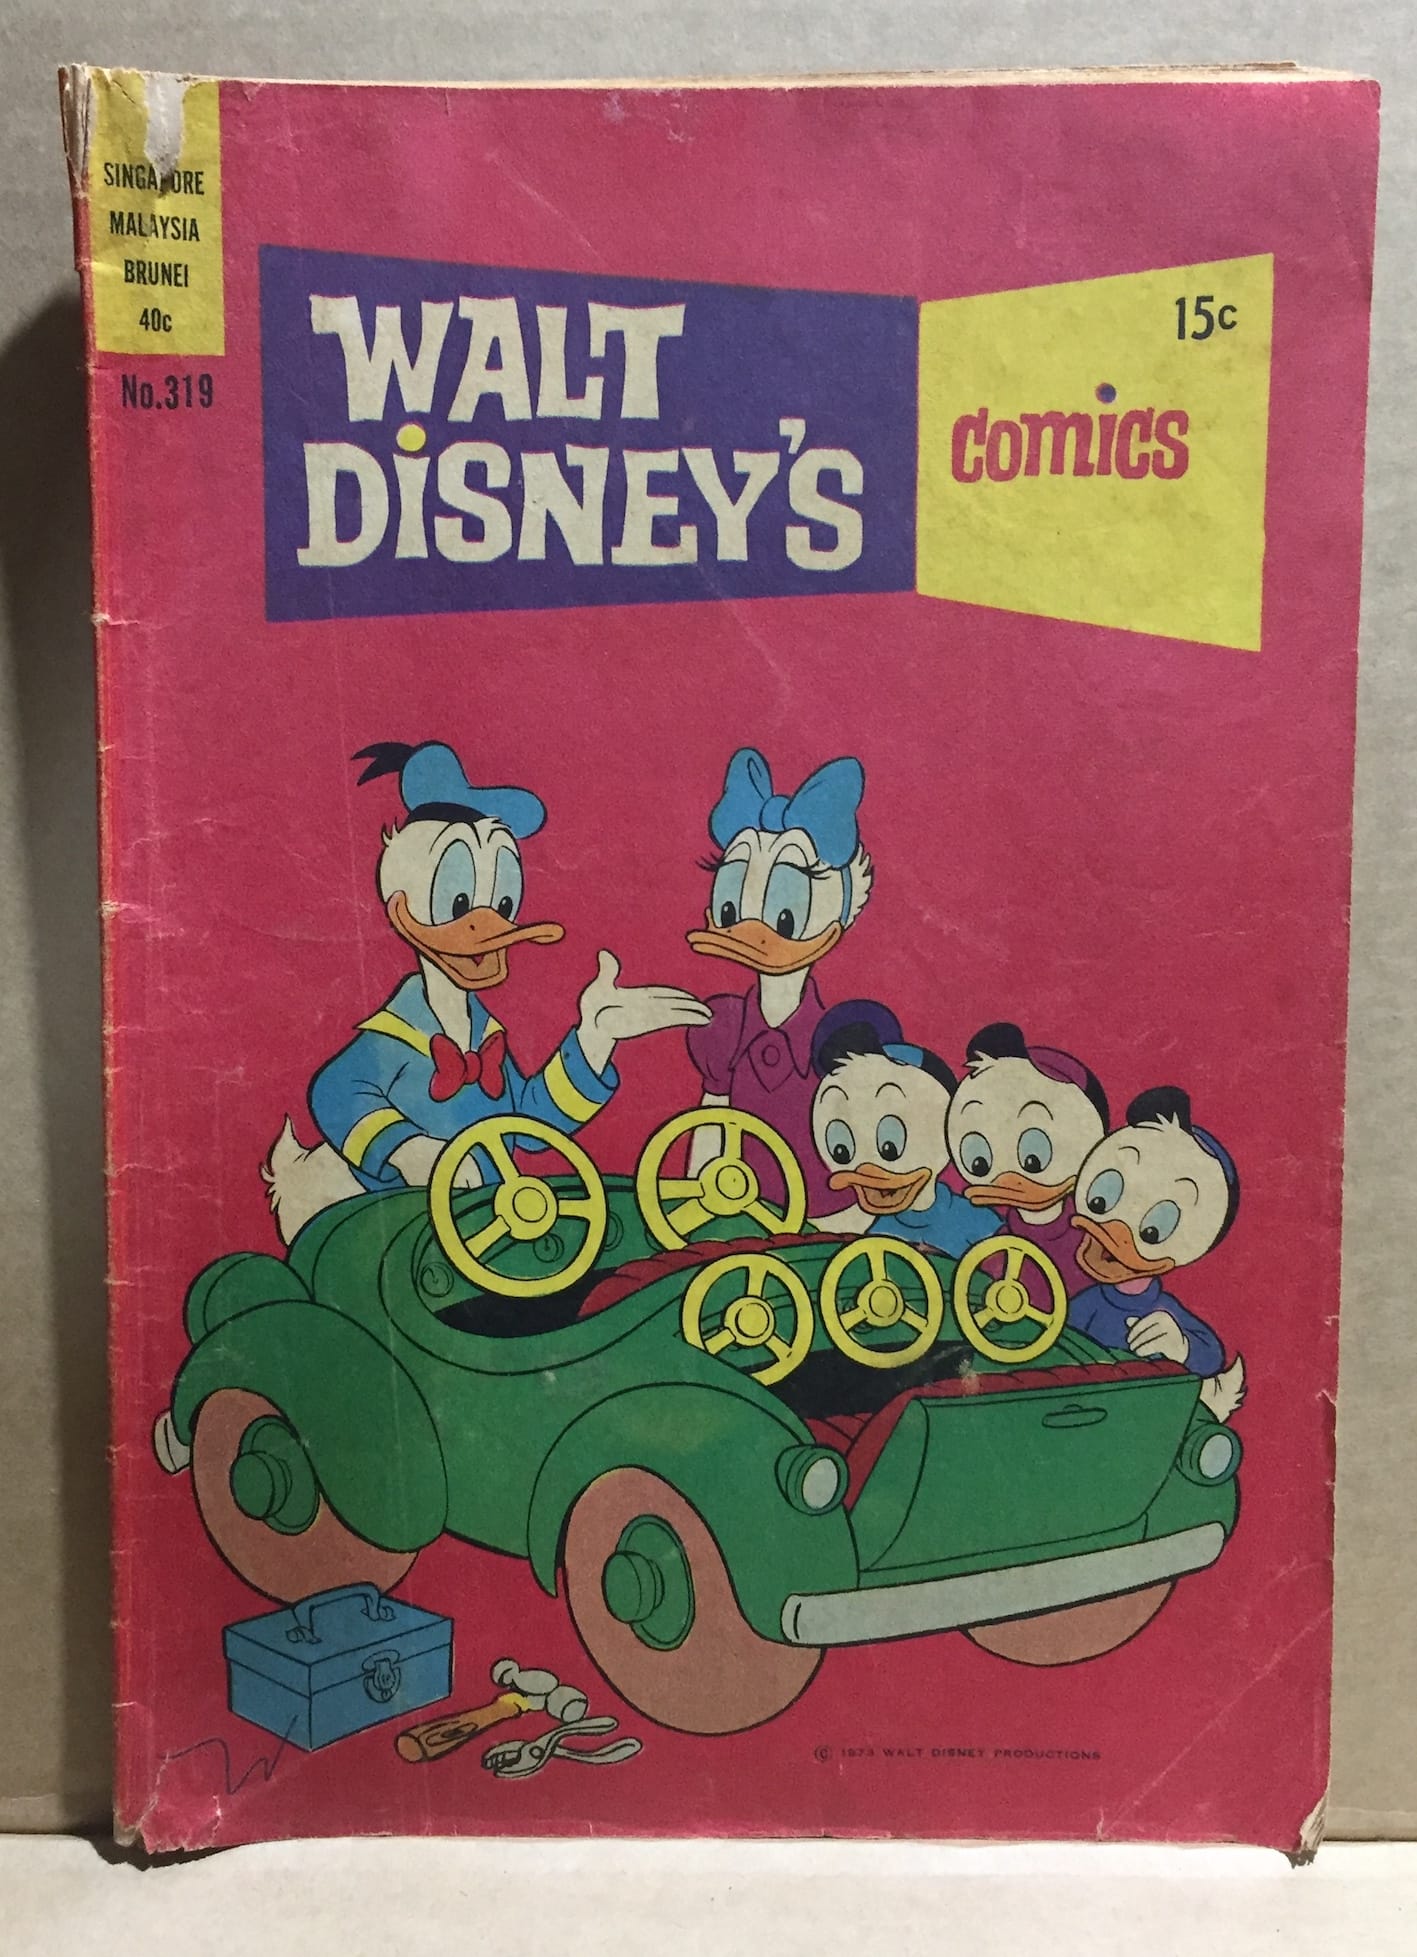 SINGAPORE
MALAYSIA
BRUNEI
40c
No.319
WALT
DiSNEY'S
comics
15c
© 1973 WALT DISNEY PRODUCTIONS